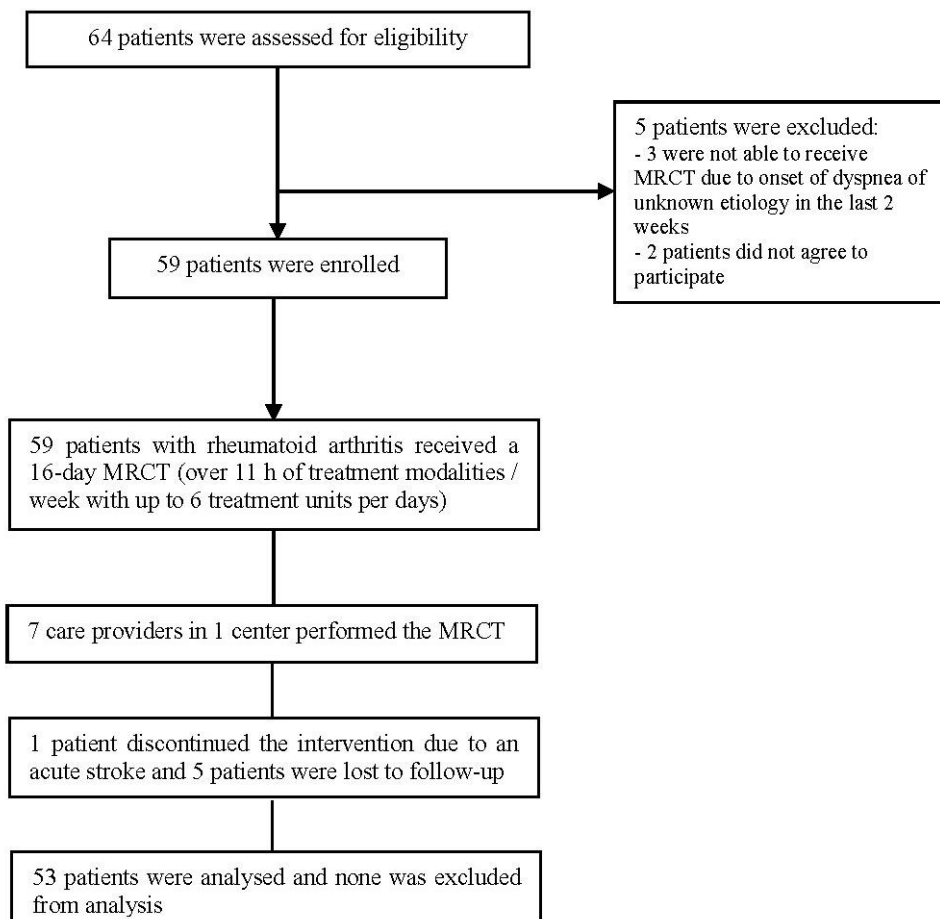 64 patients were assessed for eligibility
5 patients were excluded:
- 3 were not able to receive
MRCT due to onset of dyspnea of
unknown etiology in the last 2
weeks
- 2 patients did not agree to
participate
59 patients were enrolled
59 patients with rheumatoid arthritis received a
16-day MRCT (over 11 h of treatment modalities /
week with up to 6 treatment units per days)
7 care providers in 1 center performed the MRCT
1 patient discontinued the intervention due to an
acute stroke and 5 patients were lost to follow-up
53 patients were analysed and none was excluded
from analysis